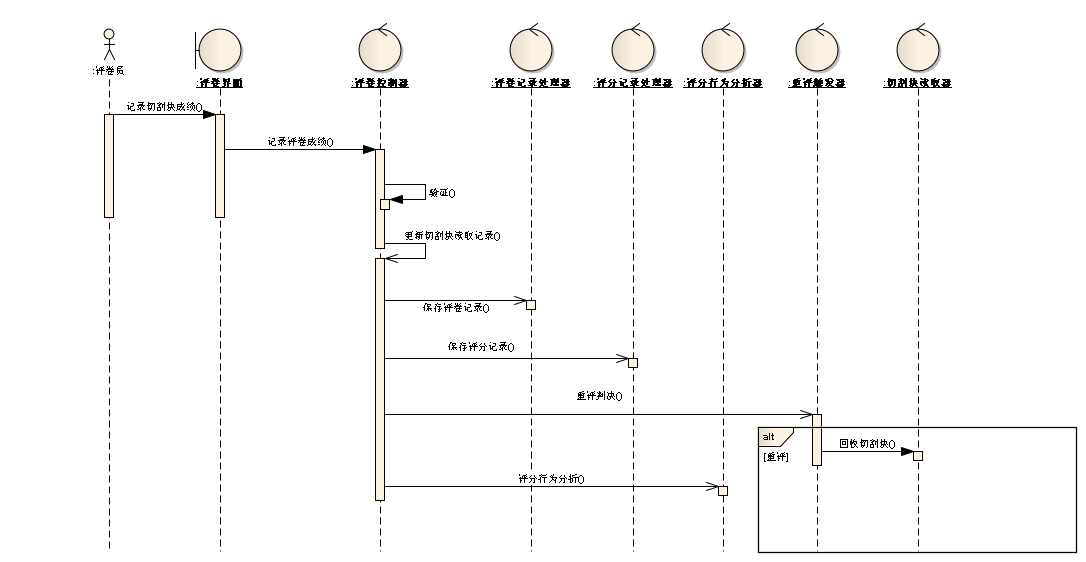 :评卷员
:评卷界面
:评卷控制器
:评卷记录处理器
:评分记录处理器
:评分行为分析器
:重评触发器
:切割块读取器
记录切割块成绩()
记录评卷成绩()
验证()
更新切割块读取记录()
保存评卷记录()
保存评分记录()
重评判决()
alt
回收切割块()
[重评]
评分行为分析()